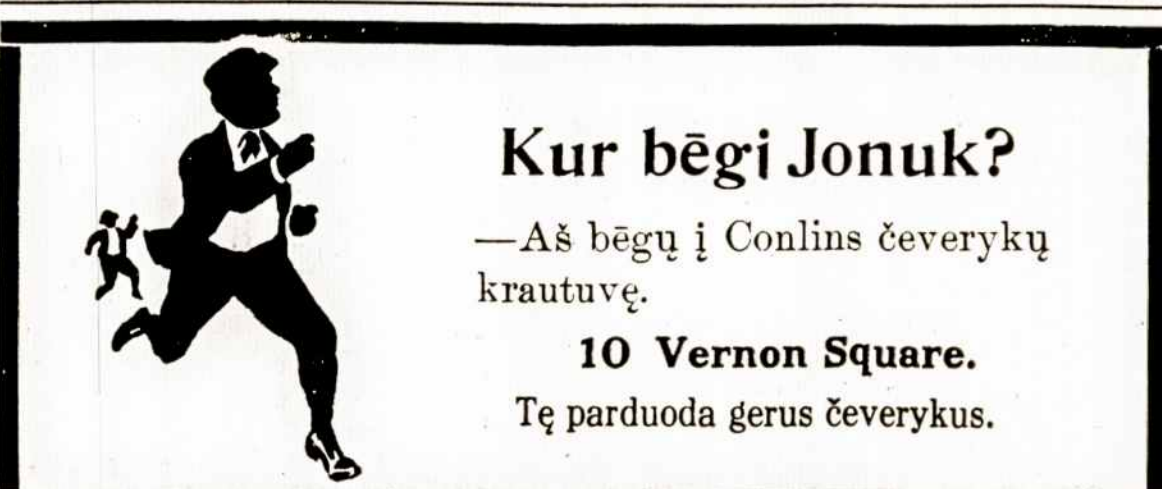 Kur bēgi Jonuk?
—Aš bēgų į Conlins čeverykų
krautuvę.
10 Vernon Square.
Tę parduoda gerus čeverykus.